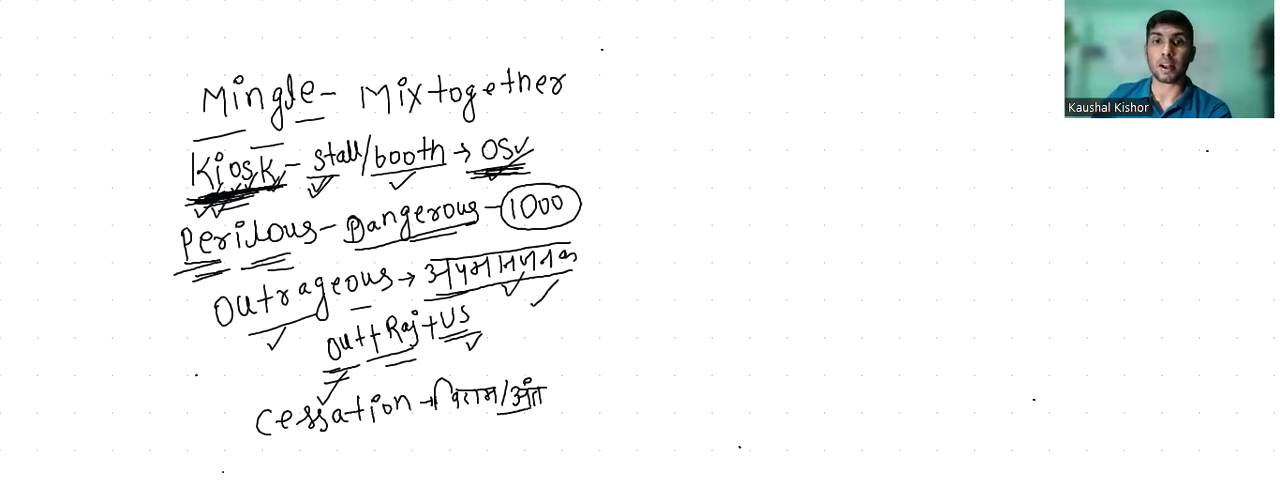 Mingle - Mix together
Kiosk - stall/booth → OS
Perilous - Dangerous - 1000
Outrageous → अपमानजनक
Out + Raj + US
Cessation → विराम/अंत
Kaushal Kishor